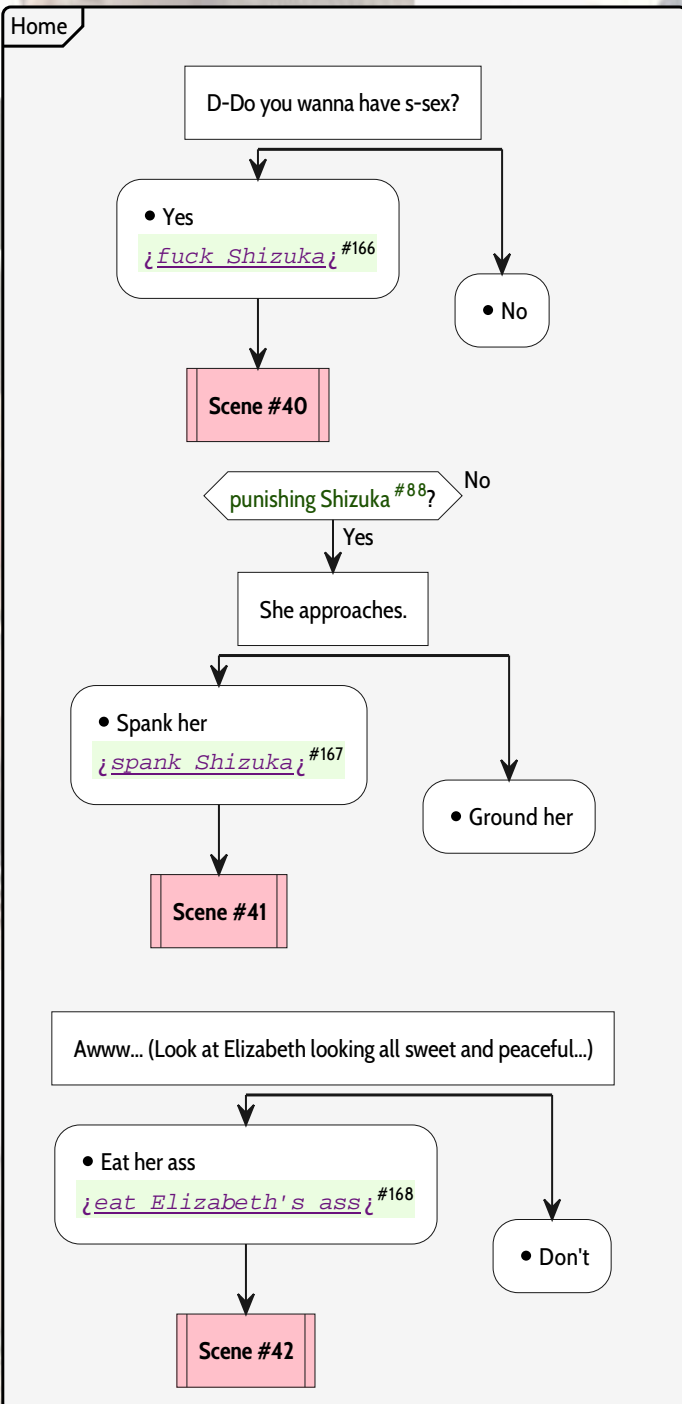 Home
D-Do you wanna have s-sex?
• Yes
¿fuck Shizuka¿ #166
• No
Scene #40
punishing Shizuka #88?
No
Yes
She approaches.
• Spank her
¿spank Shizuka¿ #167
• Ground her
Scene #41
Awww... (Look at Elizabeth looking all sweet and peaceful...)
• Eat her ass
¿eat Elizabeth's ass¿ #168
• Don't
Scene #42